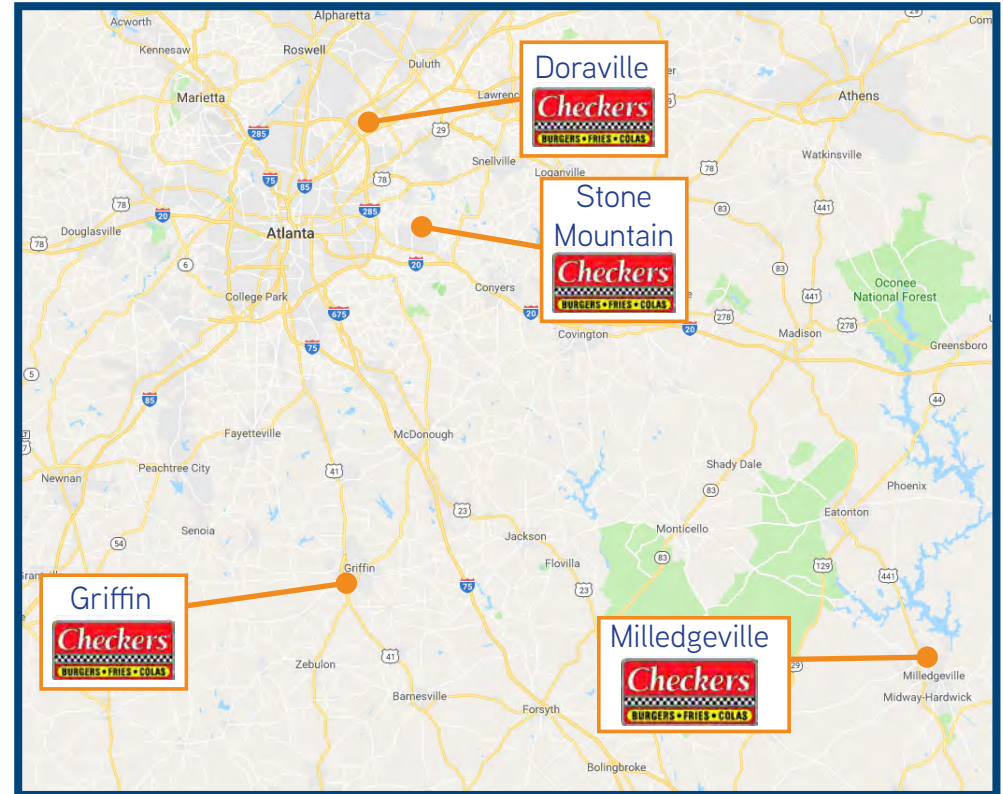 Acworth
Alpharetta
Com
Kennesaw
Roswell
Duluth
Doraville
Checkers
BURGERS • FRIES • COLAS
Marietta
Lawrenc
Athens
285
29
Snellville
Loganville
Watkinsville
75
85
78
78
78
285
83
441
20
Douglasville
78
Atlanta
Stone
Mountain
Checkers
BURGERS • FRIES • COLAS
6
20
83
Oconee
National Forest
College Park
Conyers
441
675
20
278
20
Covington
Madison
278
Greensboro
75
5
85
44
Fayetteville
McDonough
Peachtree City
41
Shady Dale
Newnan
83
Phoenix
23
Eatonton
Senoia
Jackson
Monticello
54
Flovilla
83
129
Griffin
441
75
23
Griffin
Checkers
BURGERS • FRIES • COLAS
Milledgeville
Checkers
BURGERS • FRIES • COLAS
Zebulon
41
29
Milledgeville
Midway-Hardwick
Barnesville
Forsyth
Bolingbroke